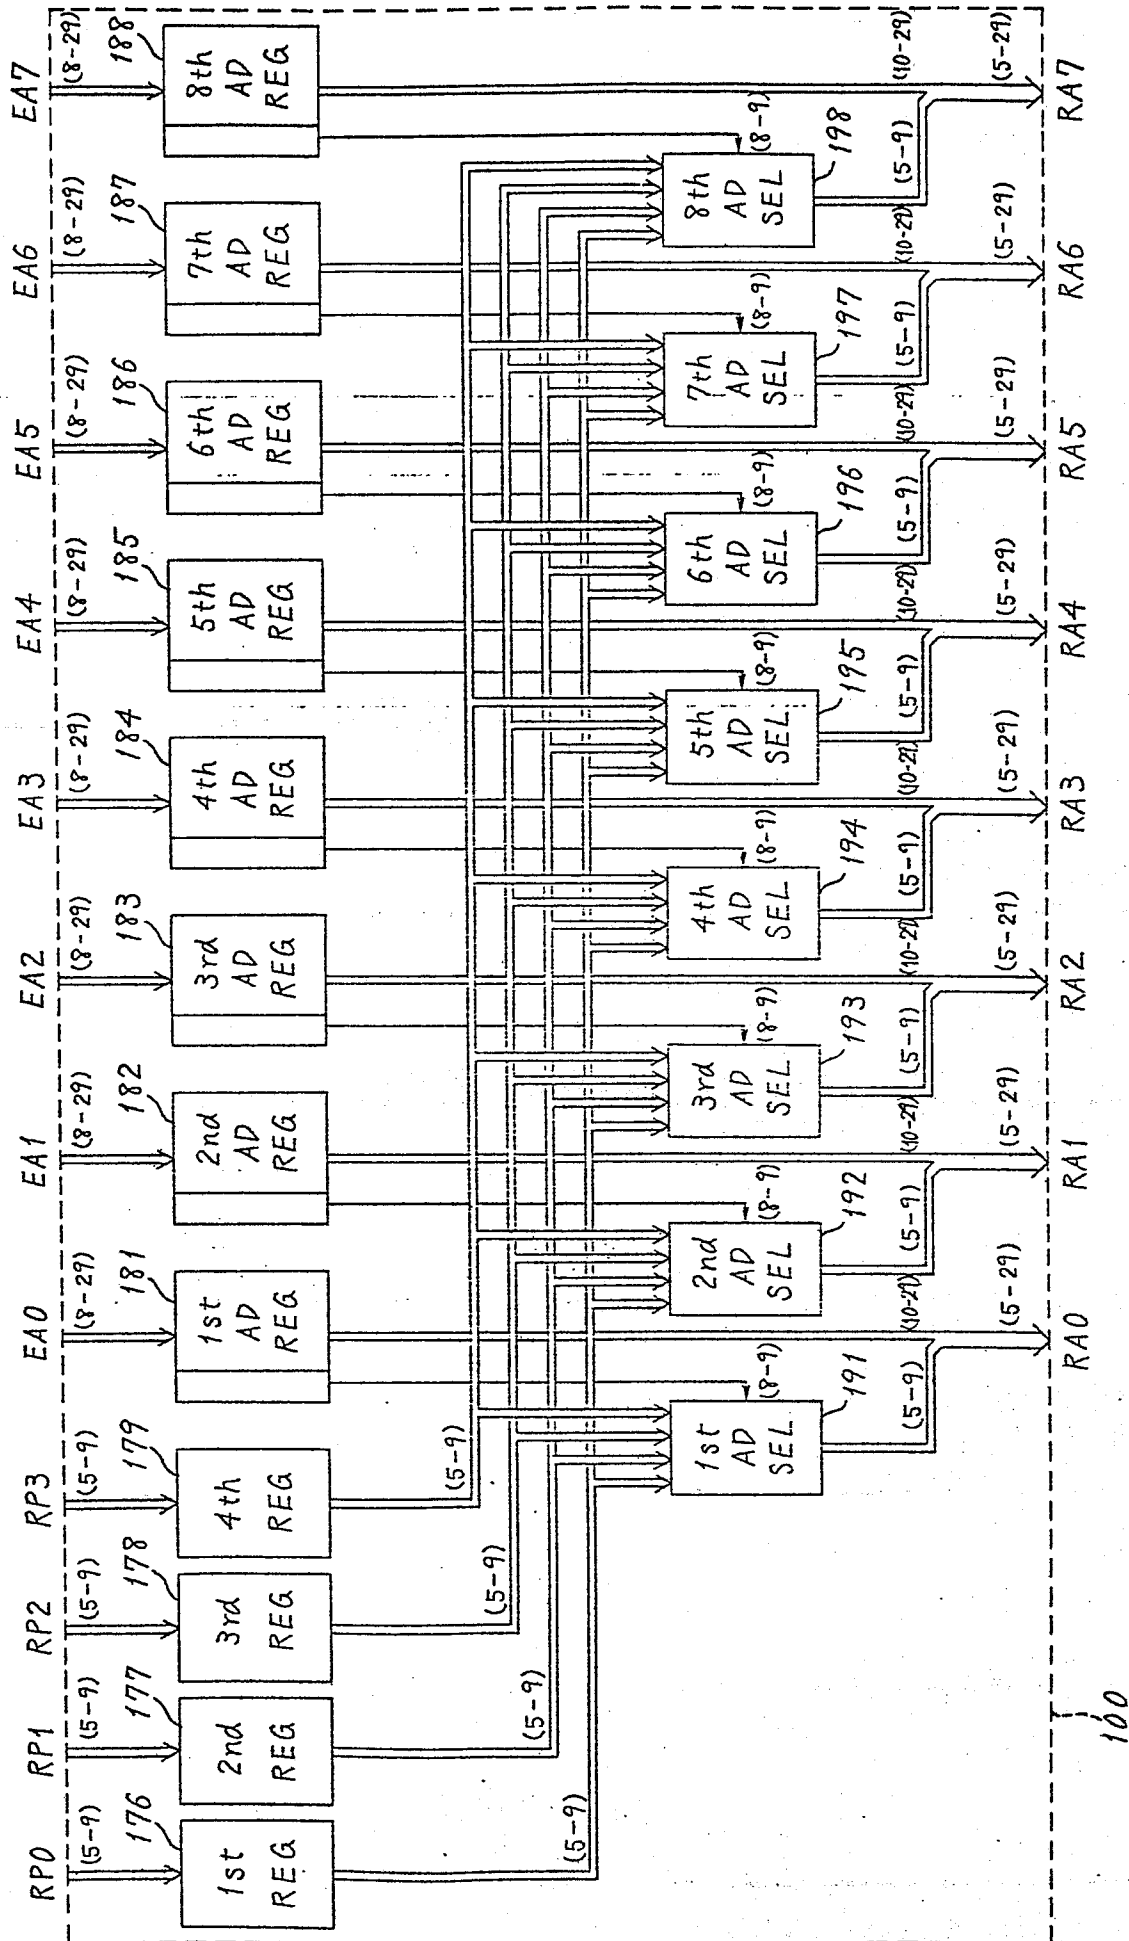 RP0 RP1 RP2 RP3 EA0 EA1 EA2 EA3 EA4 EA5 EA6 EA7
(5-9) (5-9) (5-9) (5-9) (8-29) (8-29) (8-29) (8-29) (8-29) (8-29) (8-29) (8-29)
176 177 178 179 181 182 183 184 185 186 187 188
1st REG
2nd REG
3rd REG
4th REG
1st AD REG
2nd AD REG
3rd AD REG
4th AD REG
5th AD REG
6th AD REG
7th AD REG
8th AD REG
(5-9)
(5-9)
(5-9)
(5-9)
1st AD SEL
2nd AD SEL
3rd AD SEL
4th AD SEL
5th AD SEL
6th AD SEL
7th AD SEL
8th AD SEL
(8-9) (8-9) (8-9) (8-9) (8-9) (8-9) (8-9) (8-9)
191 192 193 194 195 196 197 198
(5-9) (5-9) (5-9) (5-9) (5-9) (5-9) (5-9) (5-9)
(10-29) (10-29) (10-29) (10-29) (10-29) (10-29) (10-29) (10-29)
(5-29) (5-29) (5-29) (5-29) (5-29) (5-29) (5-29) (5-29)
RA0 RA1 RA2 RA3 RA4 RA5 RA6 RA7
100